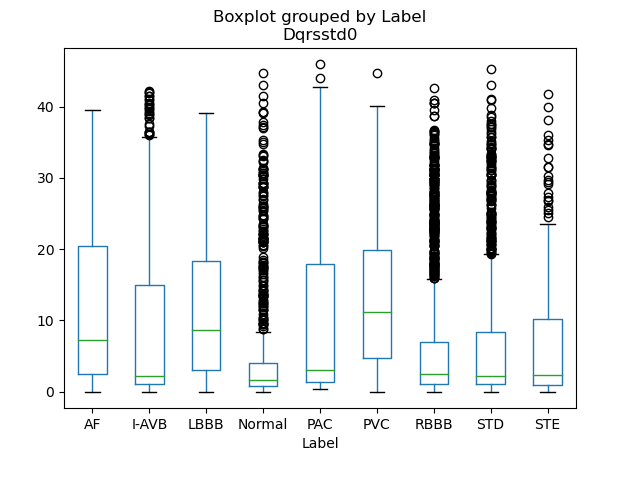 Boxplot grouped by Label
Dqrsstd0
40
30
20
10
0
AF I-AVB LBBB Normal PAC PVC RBBB STD STE
Label